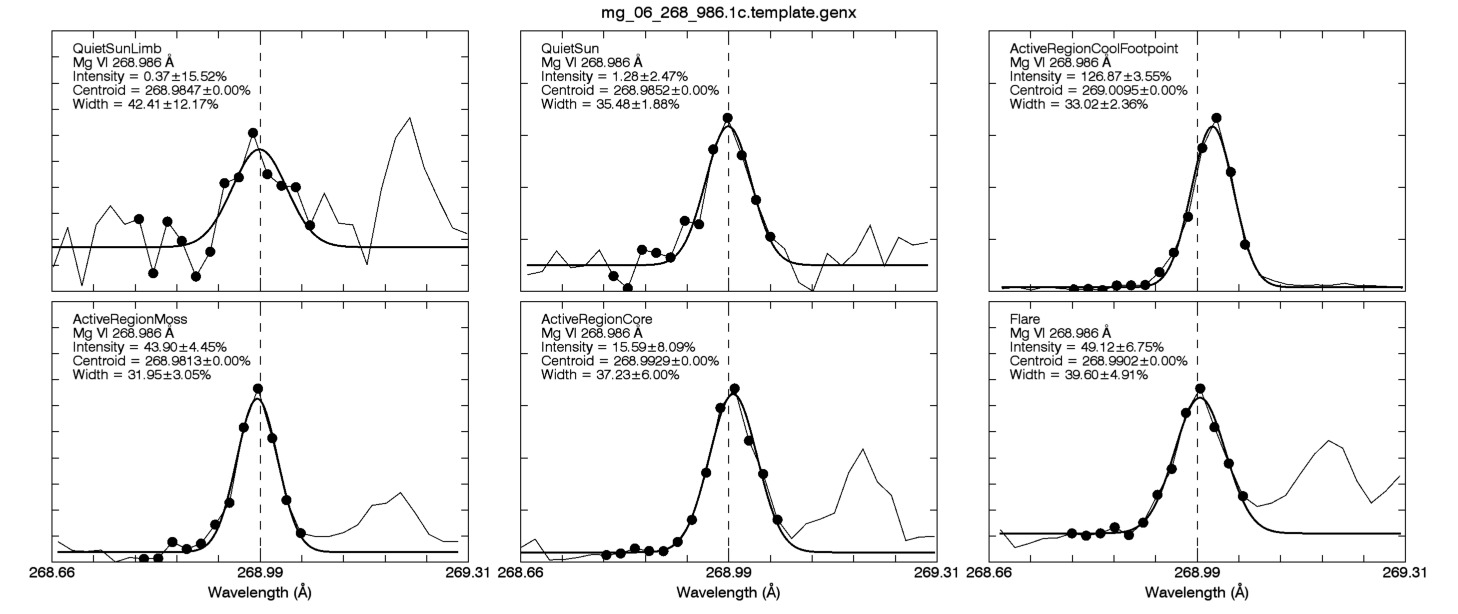 mg_06_268_986.1c.template.genx
QuietSunLimb
Mg VI 268.986 Å
Intensity = 0.37±15.52%
Centroid = 268.9847±0.00%
Width = 42.41±12.17%
QuietSun
Mg VI 268.986 Å
Intensity = 1.28±2.47%
Centroid = 268.9852±0.00%
Width = 35.48±1.88%
ActiveRegionCoolFootpoint
Mg VI 268.986 Å
Intensity = 126.87±3.55%
Centroid = 269.0095±0.00%
Width = 33.02±2.36%
ActiveRegionMoss
Mg VI 268.986 Å
Intensity = 43.90±4.45%
Centroid = 268.9813±0.00%
Width = 31.95±3.05%
ActiveRegionCore
Mg VI 268.986 Å
Intensity = 15.59±8.09%
Centroid = 268.9929±0.00%
Width = 37.23±6.00%
Flare
Mg VI 268.986 Å
Intensity = 49.12±6.75%
Centroid = 268.9902±0.00%
Width = 39.60±4.91%
268.66 268.99 269.31 268.66 268.99 269.31 268.66 268.99 269.31
Wavelength (Å) Wavelength (Å) Wavelength (Å)